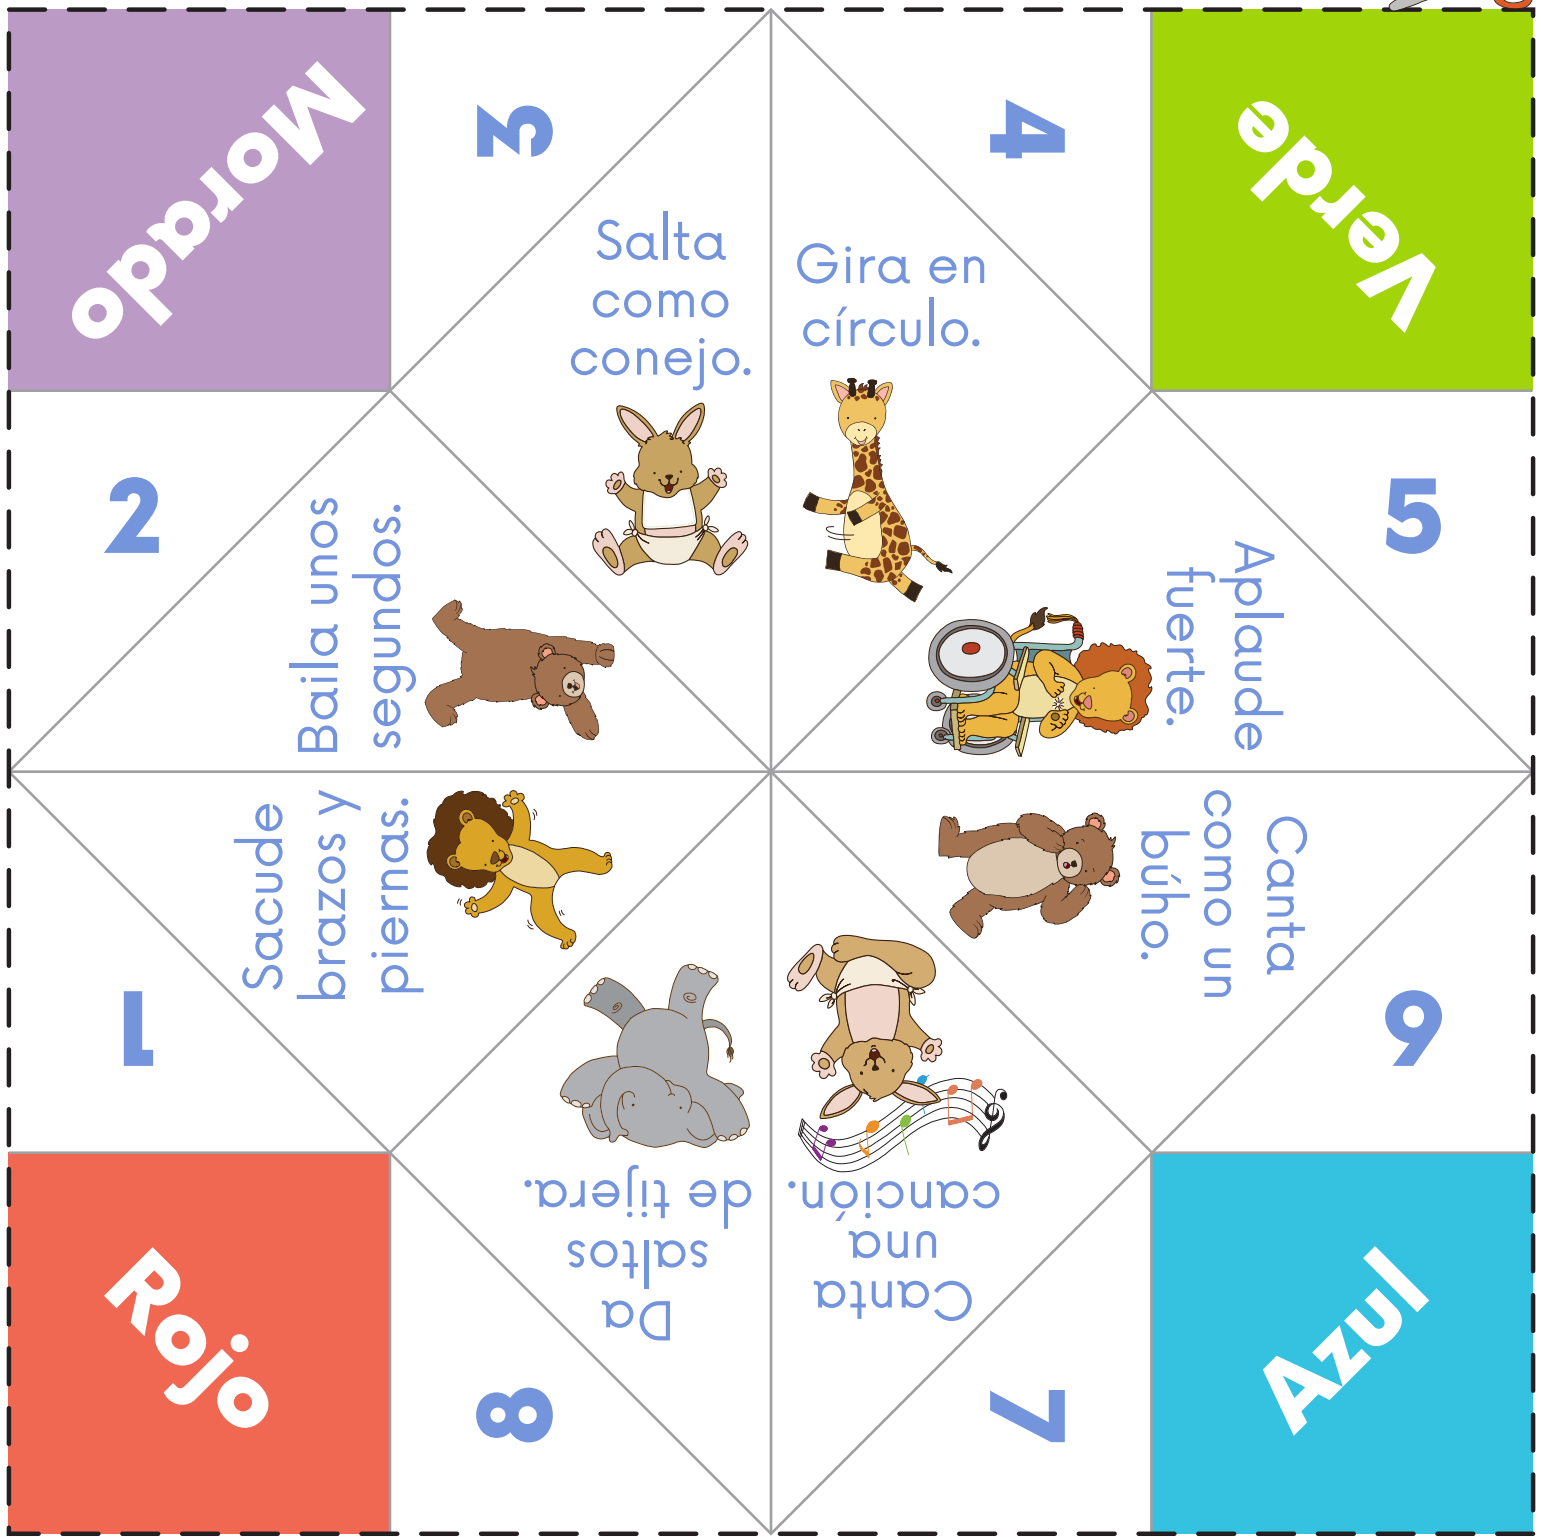 Morado
3
4
Verde
Salta
como
conejo.
Gira en
círculo.
2
Baila unos
segundos.
Aplaude
fuerte.
5
1
Sacude
brazos y
piernas.
Canta
como un
búho.
6
Rojo
8
Da
saltos
de tijera.
Canta
una
canción.
7
Azul